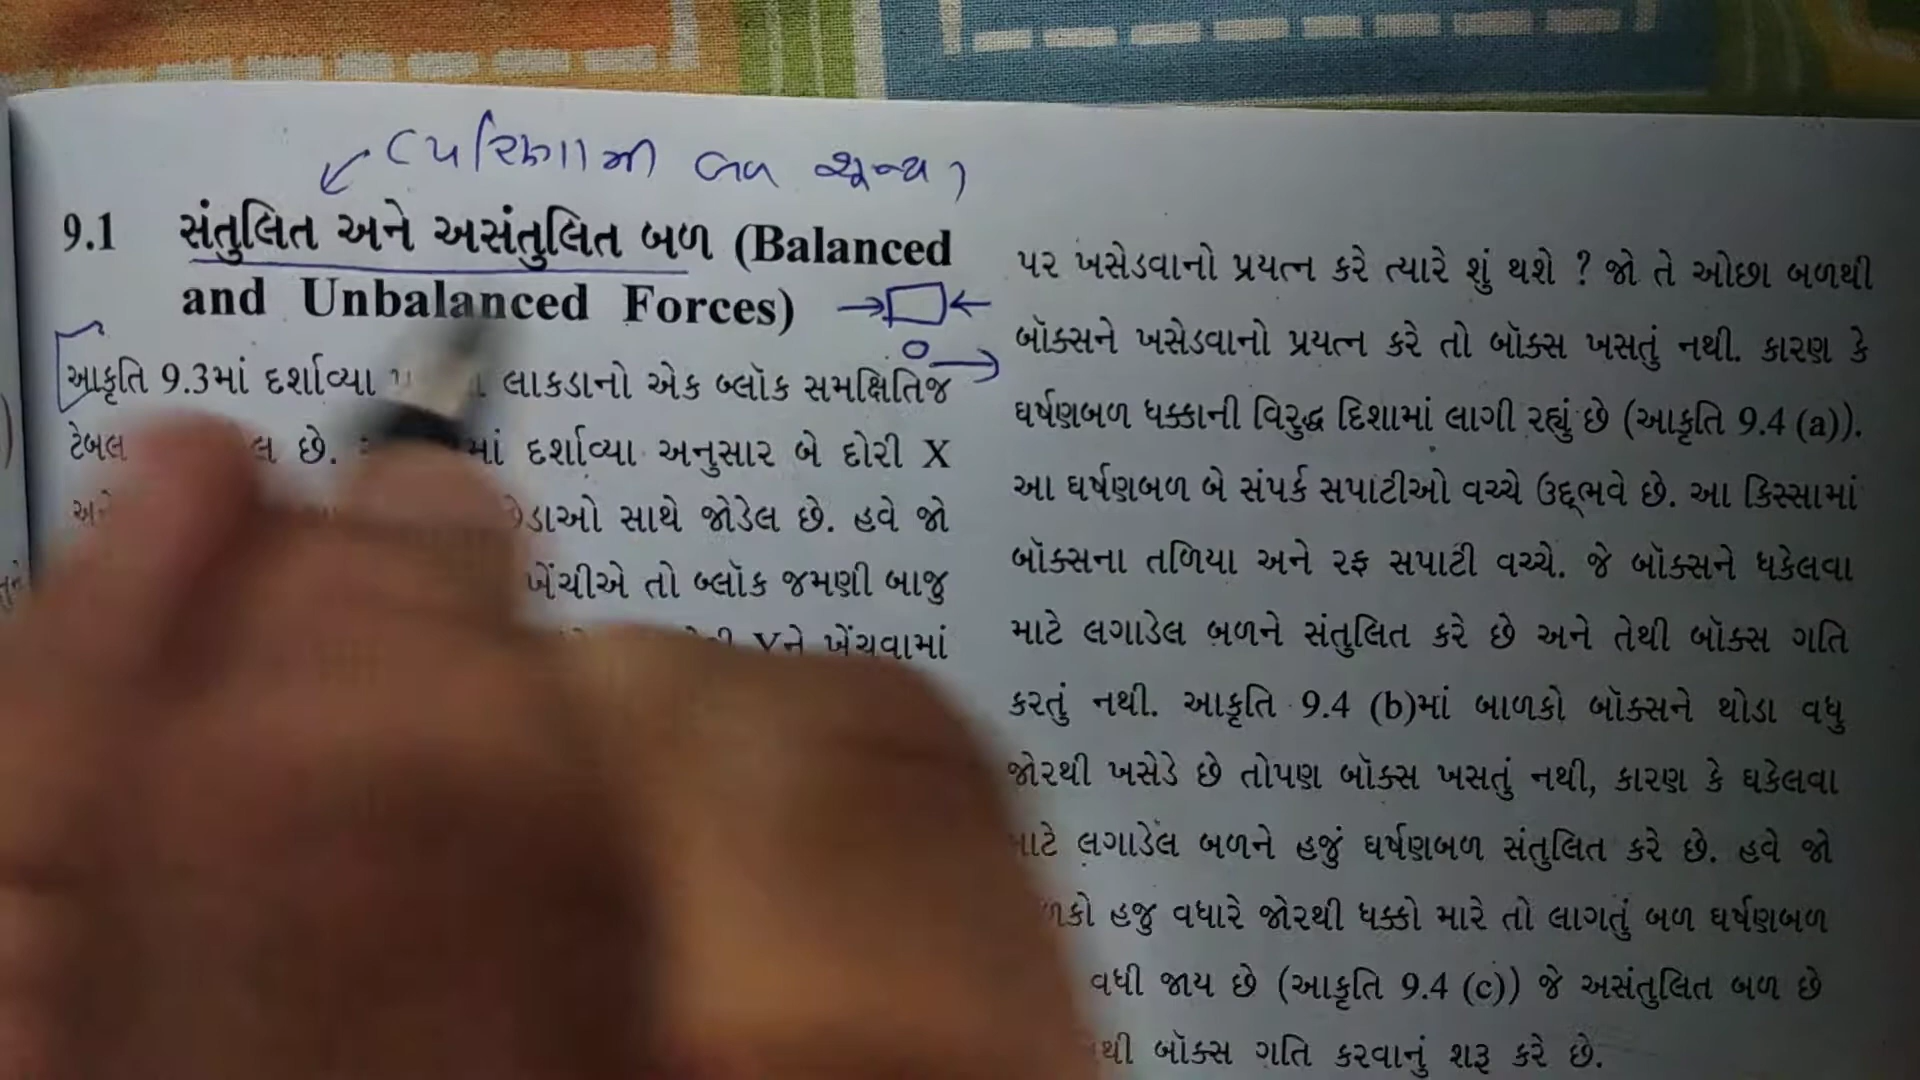 (પરિણામી બળ શૂન્ય)
9.1 સંતુલિત અને અસંતુલિત બળ (Balanced
and Unbalanced Forces)
આકૃતિ 9.3માં દર્શાવ્યા લાકડાનો એક બ્લૉક સમક્ષિતિજ
ટેબલ છે. દર્શાવ્યા અનુસાર બે દોરી X
સાથે જોડેલ છે. હવે જો
ખેંચીએ તો બ્લૉક જમણી બાજુ
Yને ખેંચવામાં
પર ખસેડવાનો પ્રયત્ન કરે ત્યારે શું થશે ? જો તે ઓછા બળથી
બૉક્સને ખસેડવાનો પ્રયત્ન કરે તો બૉક્સ ખસતું નથી. કારણ કે
ઘર્ષણબળ ધક્કાની વિરુદ્ધ દિશામાં લાગી રહ્યું છે (આકૃતિ 9.4 (a)).
આ ઘર્ષણબળ બે સંપર્ક સપાટીઓ વચ્ચે ઉદ્ભવે છે. આ કિસ્સામાં
બૉક્સના તળિયા અને રફ સપાટી વચ્ચે. જે બૉક્સને ધકેલવા
માટે લગાડેલ બળને સંતુલિત કરે છે અને તેથી બૉક્સ ગતિ
કરતું નથી. આકૃતિ 9.4 (b)માં બાળકો બૉક્સને થોડા વધુ
જોરથી ખસેડે છે તોપણ બૉક્સ ખસતું નથી, કારણ કે ધકેલવા
માટે લગાડેલ બળને હજું ઘર્ષણબળ સંતુલિત કરે છે. હવે જો
હજુ વધારે જોરથી ધક્કો મારે તો લાગતું બળ ઘર્ષણબળ
વધી જાય છે (આકૃતિ 9.4 (c)) જે અસંતુલિત બળ છે
બૉક્સ ગતિ કરવાનું શરૂ કરે છે.